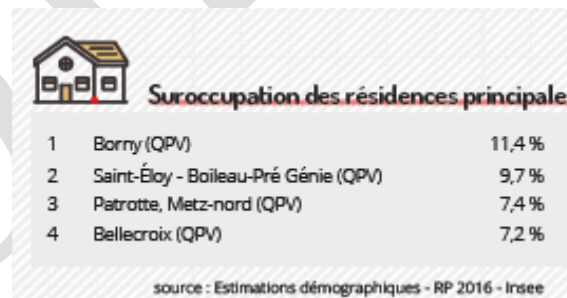 Suroccupation des résidences principale
1 Borny (QPV) 11,4 %
2 Saint-Éloy - Boileau-Pré Génie (QPV) 9,7 %
3 Patrotte, Metz-nord (QPV) 7,4 %
4 Bellecroix (QPV) 7,2 %
source : Estimations démographiques - RP 2016 - Insee